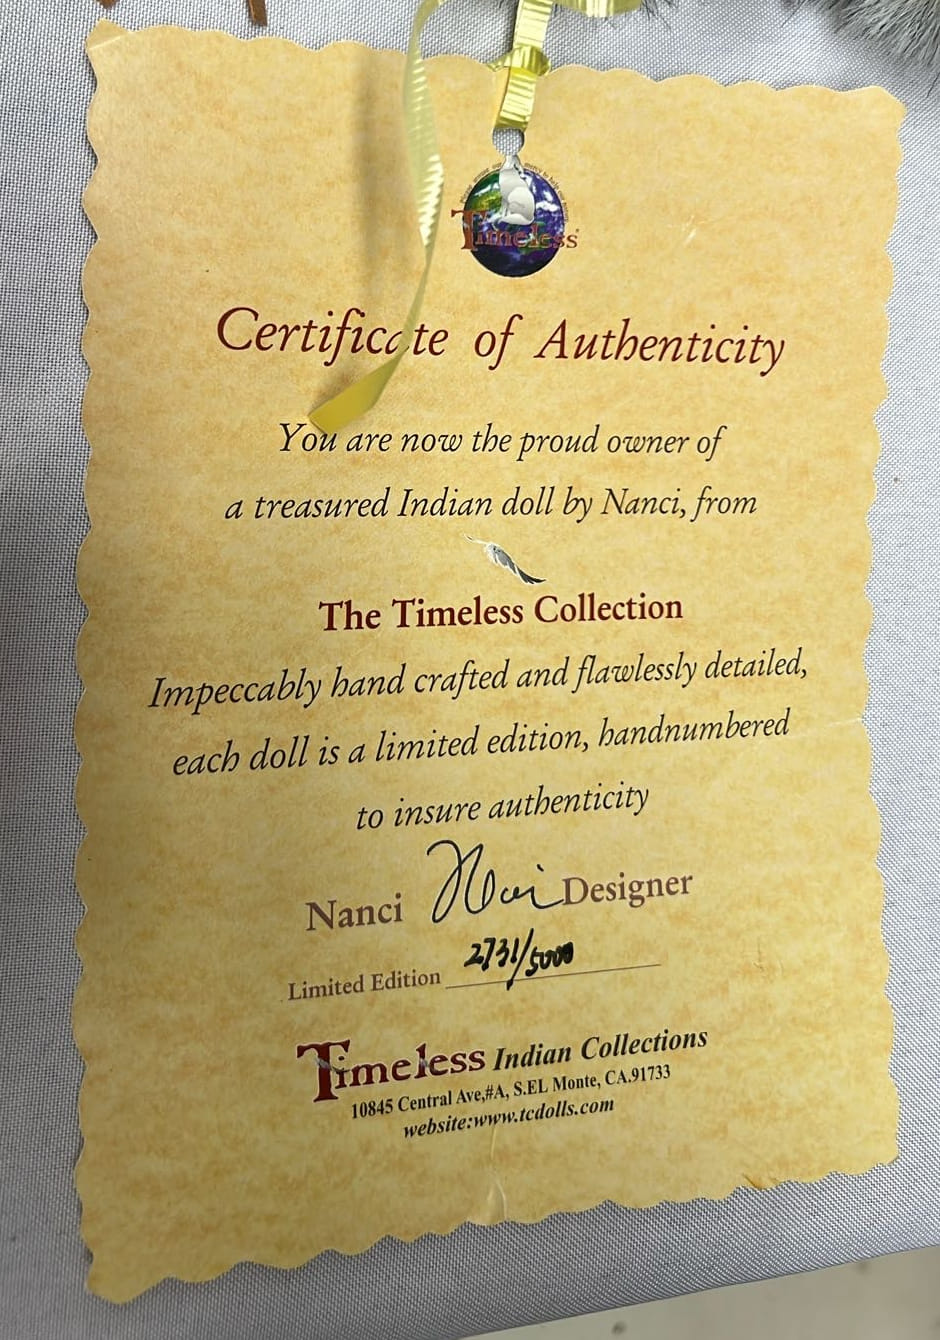 Timeless
Certificate of Authenticity
You are now the proud owner of
a treasured Indian doll by Nanci, from
The Timeless Collection
Impeccably hand crafted and flawlessly detailed,
each doll is a limited edition, handnumbered
to insure authenticity
Nanci Nanci Designer
Limited Edition 2731/5000
Timeless Indian Collections
10845 Central Ave,#A, S.EL Monte, CA.91733
website:www.tcdolls.com